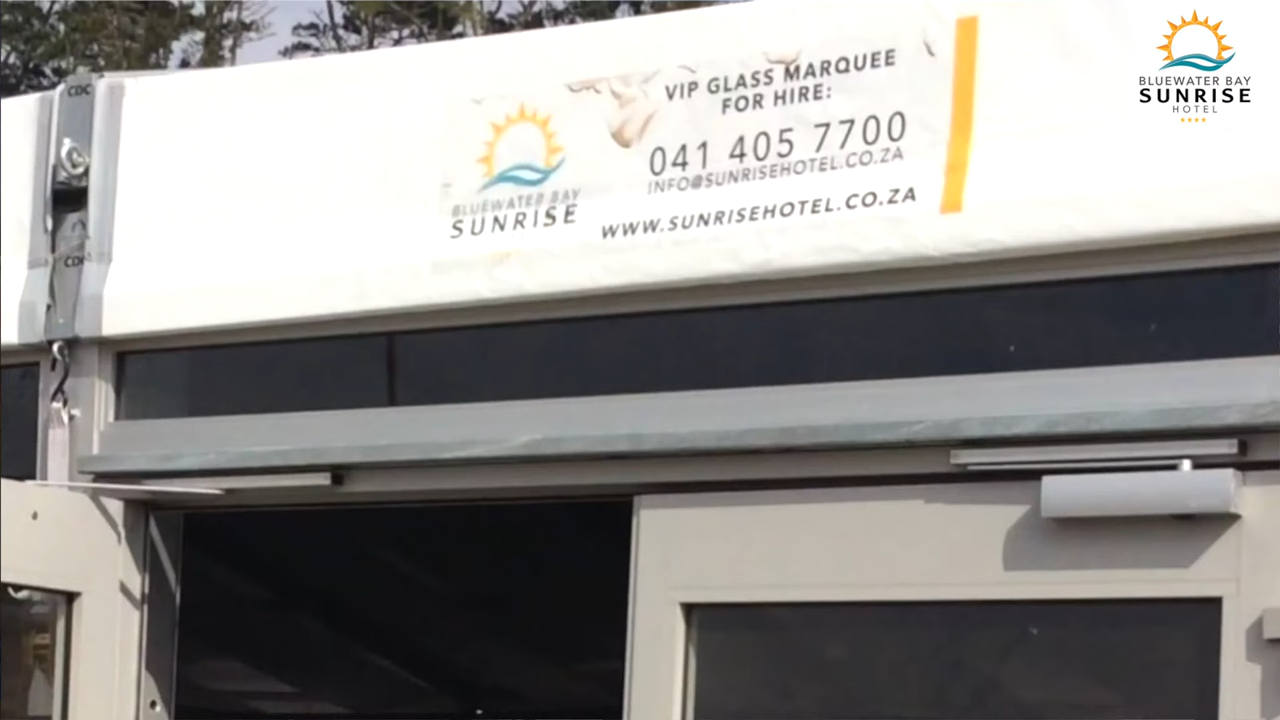 CDC
CDC
VIP GLASS MARQUEE
FOR HIRE:
041 405 7700
INFO@SUNRISEHOTEL.CO.ZA
WWW.SUNRISEHOTEL.CO.ZA
BLUEWATER BAY
SUNRISE
BLUEWATER BAY
SUNRISE
HOTEL